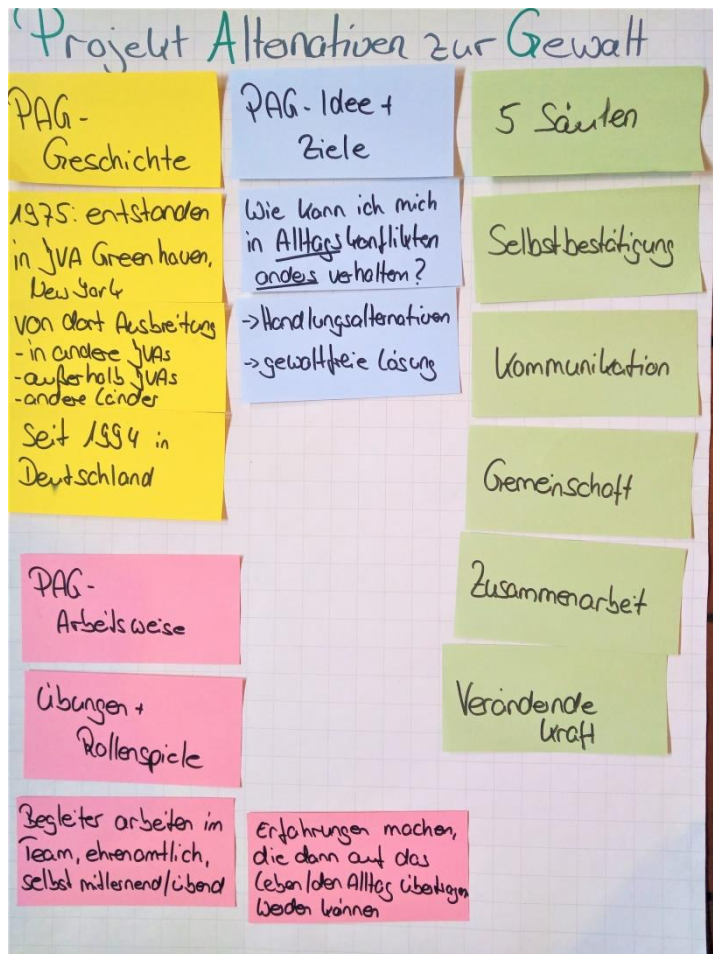 Projekt Alternativen zur Gewalt
PAG-
Geschichte
1975: entstanden
in JVA Greenhaven,
New York
von dort Ausbreitung
- in andere JVAs
- außerhalb JVAs
- andere Länder
Seit 1994 in
Deutschland
PAG-Idee +
Ziele
Wie kann ich mich
in Alltagskonflikten
anders verhalten?
-> Handlungsalternativen
-> gewaltfreie Lösung
5 Säulen
Selbstbestätigung
Kommunikation
Gemeinschaft
Zusammenarbeit
Verändernde
Kraft
PAG-
Arbeitsweise
Übungen +
Rollenspiele
Begleiter arbeiten im
Team, ehrenamtlich,
selbst mitlernend/übend
Erfahrungen machen,
die dann auf das
Leben/den Alltag übertragen
werden können